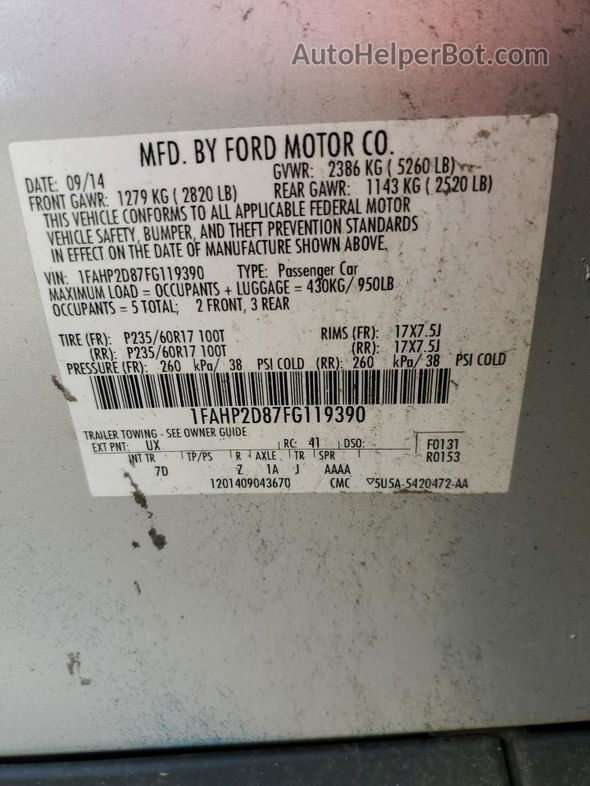 AutoHelperBot.com
MFD. BY FORD MOTOR CO.
DATE: 09/14 GVWR: 2386 KG ( 5260 LB)
FRONT GAWR: 1279 KG ( 2820 LB) REAR GAWR: 1143 KG ( 2520 LB)
THIS VEHICLE CONFORMS TO ALL APPLICABLE FEDERAL MOTOR
VEHICLE SAFETY, BUMPER, AND THEFT PREVENTION STANDARDS
IN EFFECT ON THE DATE OF MANUFACTURE SHOWN ABOVE.
VIN: 1FAHP2D87FG119390 TYPE: Passenger Car
MAXIMUM LOAD = OCCUPANTS + LUGGAGE = 430KG/ 950LB
OCCUPANTS = 5 TOTAL; 2 FRONT, 3 REAR
TIRE (FR): P235/60R17 100T RIMS (FR): 17X7.5J
(RR): P235/60R17 100T (RR): 17X7.5J
PRESSURE (FR): 260 kPa/ 38 PSI COLD (RR): 260 kPa/ 38 PSI COLD
1FAHP2D87FG119390
TRAILER TOWING - SEE OWNER GUIDE
EXT PNT: UX RC: 41 DSO: F0131
INT TR TP/PS R AXLE TR SPR R0153
7D Z 1A J AAAA
1201409043670 CMC ▽5U5A-5420472-AA